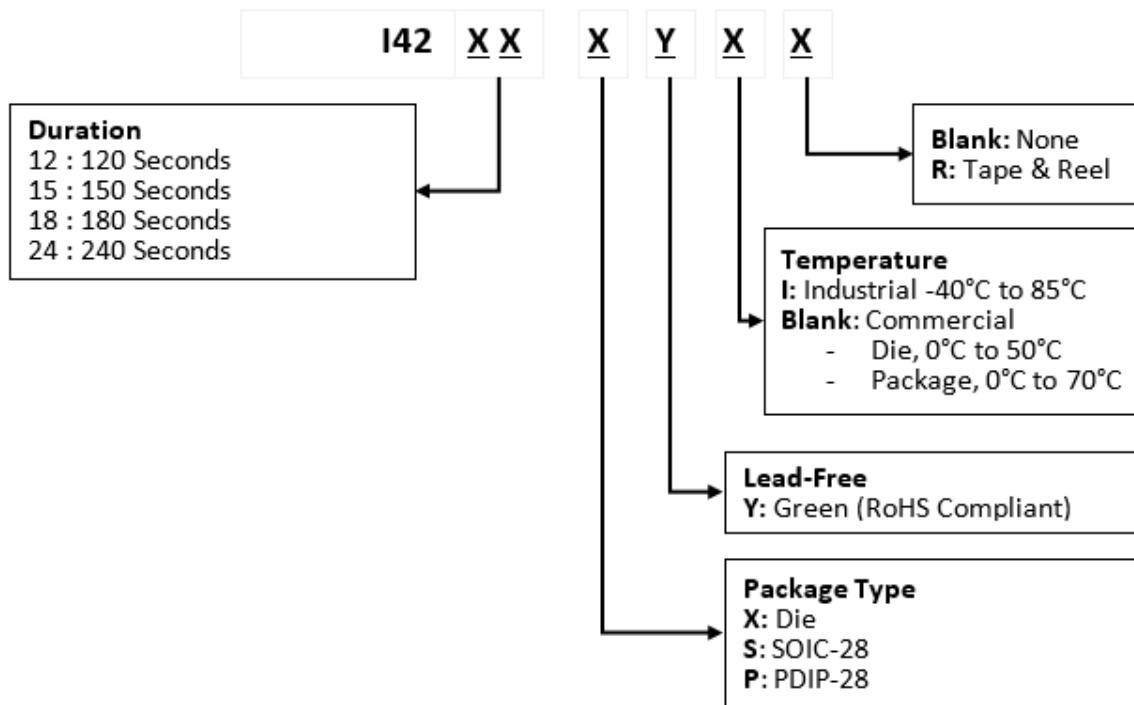 I42 XX X Y X X
Duration
12 : 120 Seconds
15 : 150 Seconds
18 : 180 Seconds
24 : 240 Seconds
Blank: None
R: Tape & Reel
Temperature
I: Industrial -40°C to 85°C
Blank: Commercial
- Die, 0°C to 50°C
- Package, 0°C to 70°C
Lead-Free
Y: Green (RoHS Compliant)
Package Type
X: Die
S: SOIC-28
P: PDIP-28